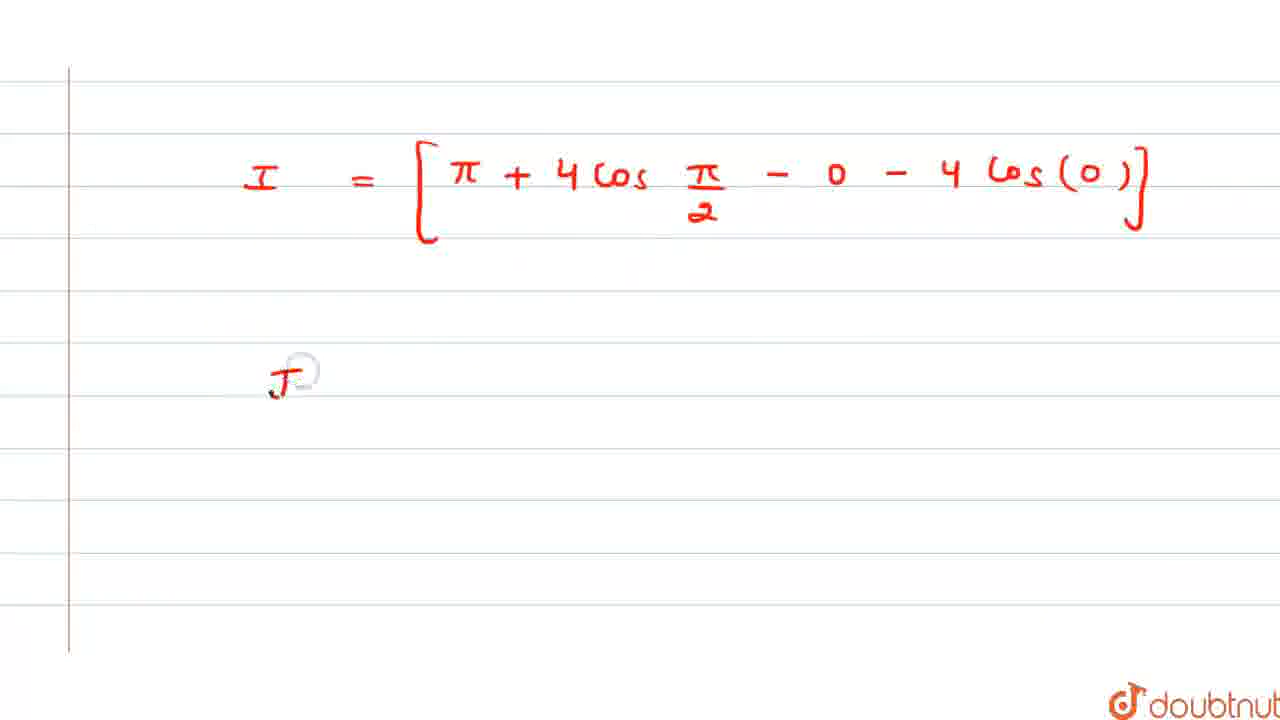 I = [π + 4 cos π/2 - 0 - 4 cos(0)]
I
doubtnut